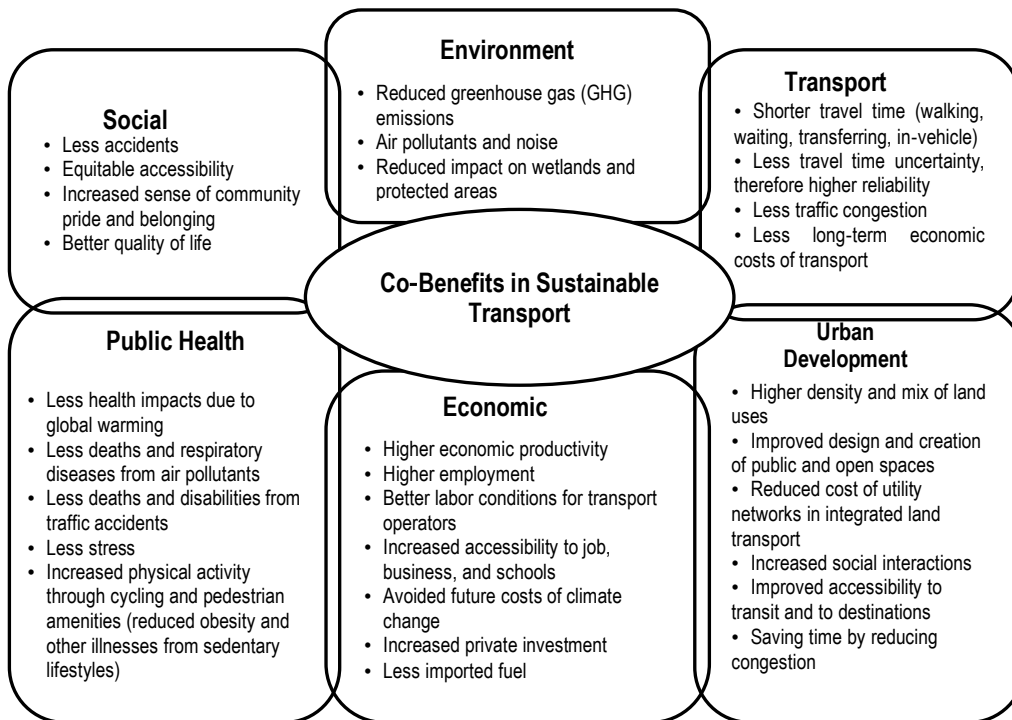 Social
• Less accidents
• Equitable accessibility
• Increased sense of community
pride and belonging
• Better quality of life
Environment
• Reduced greenhouse gas (GHG)
emissions
• Air pollutants and noise
• Reduced impact on wetlands and
protected areas
Transport
• Shorter travel time (walking,
waiting, transferring, in-vehicle)
• Less travel time uncertainty,
therefore higher reliability
• Less traffic congestion
• Less long-term economic
costs of transport
Co-Benefits in Sustainable
Transport
Public Health
• Less health impacts due to
global warming
• Less deaths and respiratory
diseases from air pollutants
• Less deaths and disabilities from
traffic accidents
• Less stress
• Increased physical activity
through cycling and pedestrian
amenities (reduced obesity and
other illnesses from sedentary
lifestyles)
Economic
• Higher economic productivity
• Higher employment
• Better labor conditions for transport
operators
• Increased accessibility to job,
business, and schools
• Avoided future costs of climate
change
• Increased private investment
• Less imported fuel
Urban
Development
• Higher density and mix of land
uses
• Improved design and creation
of public and open spaces
• Reduced cost of utility
networks in integrated land
transport
• Increased social interactions
• Improved accessibility to
transit and to destinations
• Saving time by reducing
congestion